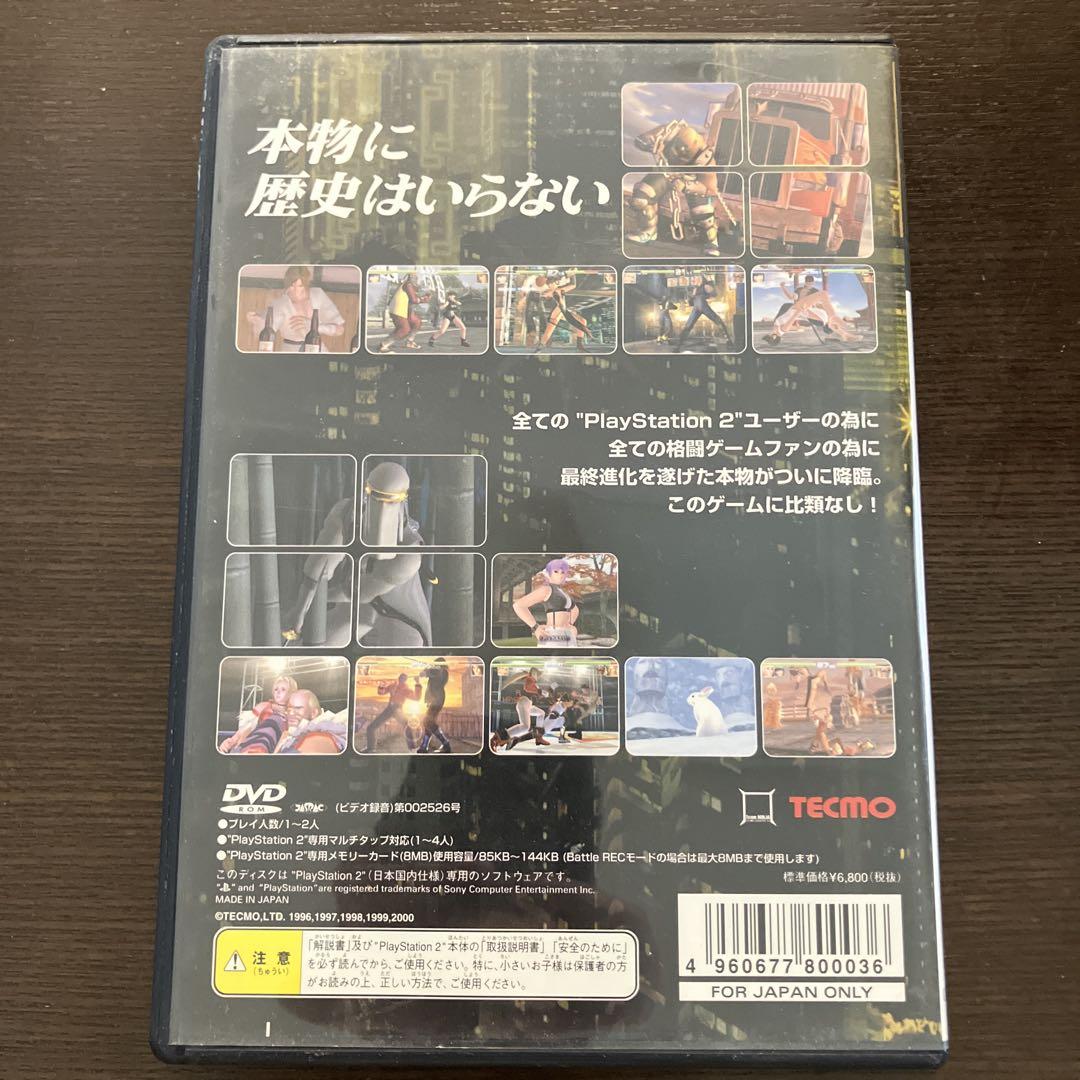 本物に
歴史はいらない
全ての "PlayStation 2"ユーザーの為に
全ての格闘ゲームファンの為に
最終進化を遂げた本物がついに降臨。
このゲームに比類なし！
DVD
ROM
JASRAC (ビデオ録音)第002526号
Team NINJA
TECMO
●プレイ人数/1〜2人
●"PlayStation 2"専用マルチタップ対応(1〜4人)
●"PlayStation 2"専用メモリーカード(8MB)使用容量/85KB〜144KB (Battle RECモードの場合は最大8MBまで使用します)
このディスクは "PlayStation 2" (日本国内仕様) 専用のソフトウェアです。
標準価格¥6,800(税抜)
"PS" and "PlayStation" are registered trademarks of Sony Computer Entertainment Inc.
MADE IN JAPAN
©TECMO,LTD. 1996,1997,1998,1999,2000
注意
(ちゅうい)
「解説書」及び"PlayStation 2"本体の「取扱説明書」「安全のために」
を必ず読んでから、ご使用ください。特に、小さいお子様は保護者の方
がお読みの上、正しい方法で、ご使用ください。
4 960677 800036
FOR JAPAN ONLY